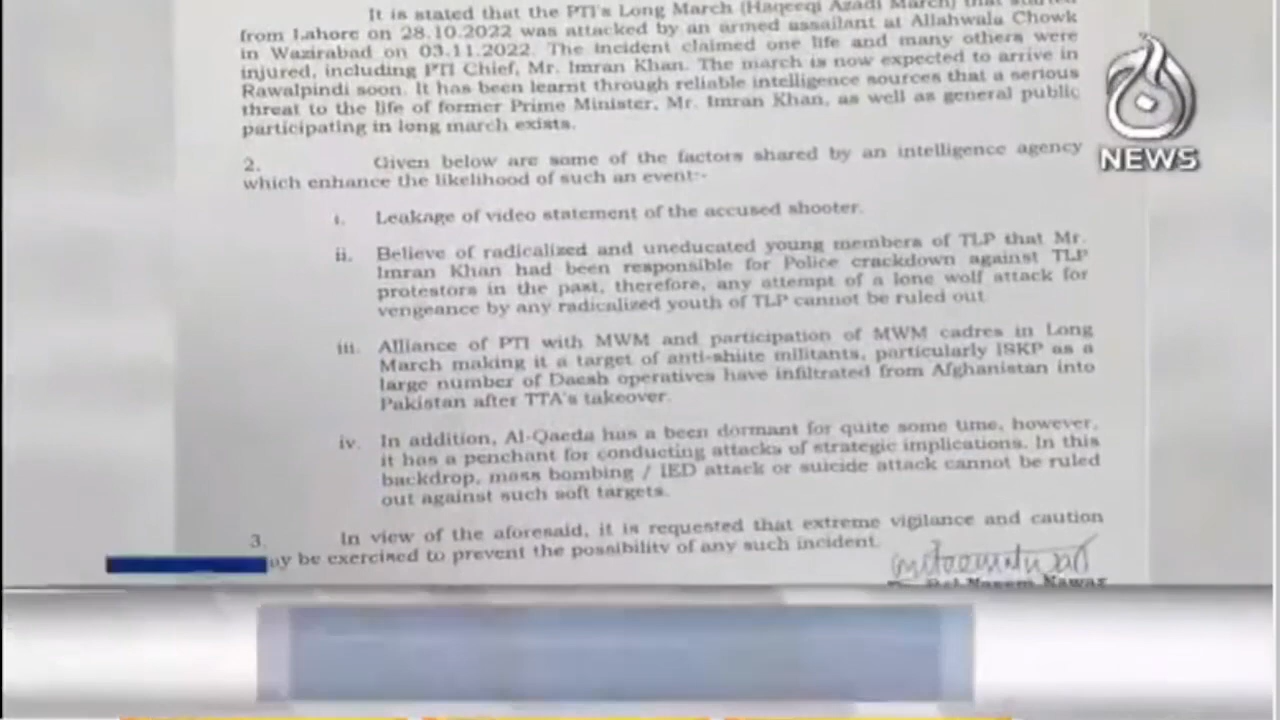 It is stated that the PTI's Long March (Haqeeqi Azadi March) that started
from Lahore on 28.10.2022 was attacked by an armed assailant at Allahwala Chowk
in Wazirabad on 03.11.2022. The incident claimed one life and many others were
injured, including PTI Chief, Mr. Imran Khan. The march is now expected to arrive in
Rawalpindi soon. It has been learnt through reliable intelligence sources that a serious
threat to the life of former Prime Minister, Mr. Imran Khan, as well as general public
participating in long march exists.
2. Given below are some of the factors shared by an intelligence agency
which enhance the likelihood of such an event:-
i. Leakage of video statement of the accused shooter.
ii. Believe of radicalized and uneducated young members of TLP that Mr.
Imran Khan had been responsible for Police crackdown against TLP
protestors in the past, therefore, any attempt of a lone wolf attack for
vengeance by any radicalized youth of TLP cannot be ruled out
iii. Alliance of PTI with MWM and participation of MWM cadres in Long
March making it a target of anti-shiite militants, particularly ISKP as a
large number of Daesh operatives have infiltrated from Afghanistan into
Pakistan after TTA's takeover.
iv. In addition, Al-Qaeda has a been dormant for quite some time, however,
it has a penchant for conducting attacks of strategic implications. In this
backdrop, mass bombing / IED attack or suicide attack cannot be ruled
out against such soft targets.
3. In view of the aforesaid, it is requested that extreme vigilance and caution
be exercised to prevent the possibility of any such incident.
NEWS